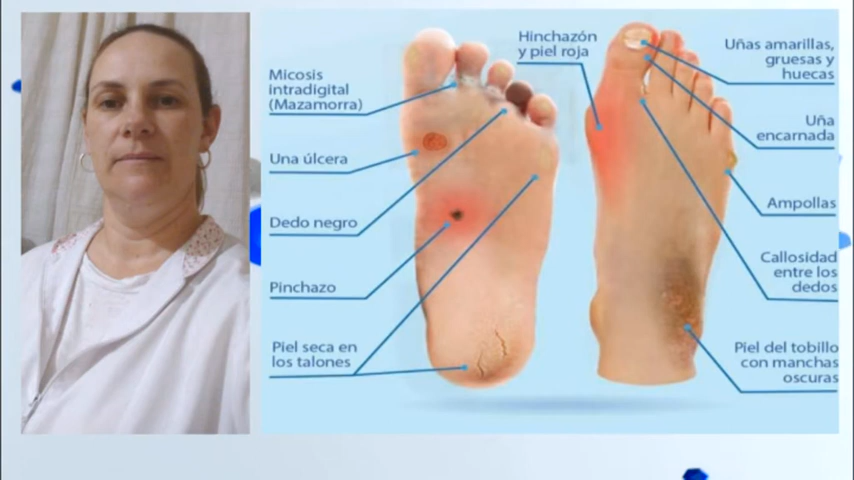 Micosis
intradigital
(Mazamorra)
Una úlcera
Dedo negro
Pinchazo
Piel seca en
los talones
Hinchazón
y piel roja
Uñas amarillas,
gruesas y
huecas
Uña
encarnada
Ampollas
Callosidad
entre los
dedos
Piel del tobillo
con manchas
oscuras